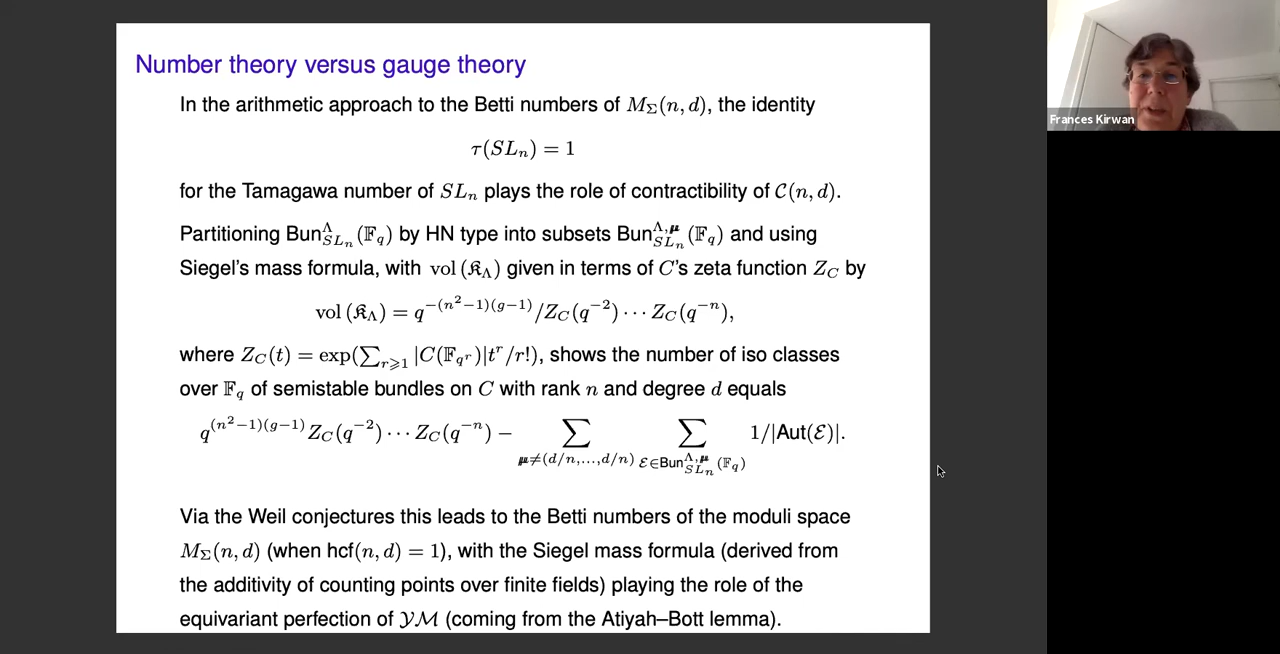 Number theory versus gauge theory
In the arithmetic approach to the Betti numbers of $M_\Sigma(n, d)$, the identity
$\tau(SL_n) = 1$
for the Tamagawa number of $SL_n$ plays the role of contractibility of $\mathcal{C}(n, d)$.
Partitioning $\text{Bun}^{\Lambda}_{SL_n}(\mathbb{F}_q)$ by HN type into subsets $\text{Bun}^{\Lambda,\boldsymbol{\mu}}_{SL_n}(\mathbb{F}_q)$ and using
Siegel's mass formula, with $\text{vol}(\mathfrak{K}_\Lambda)$ given in terms of $C$'s zeta function $Z_C$ by
$\text{vol}(\mathfrak{K}_\Lambda) = q^{-(n^2-1)(g-1)}/Z_C(q^{-2}) \cdots Z_C(q^{-n}),$
where $Z_C(t) = \exp(\sum_{r \geqslant 1} |C(\mathbb{F}_{q^r})| t^r/r!)$, shows the number of iso classes
over $\mathbb{F}_q$ of semistable bundles on $C$ with rank $n$ and degree $d$ equals
$q^{(n^2-1)(g-1)} Z_C(q^{-2}) \cdots Z_C(q^{-n}) - \sum_{\boldsymbol{\mu} \neq (d/n,\ldots,d/n)} \sum_{\mathcal{E} \in \text{Bun}^{\Lambda,\boldsymbol{\mu}}_{SL_n}(\mathbb{F}_q)} 1/|\text{Aut}(\mathcal{E})|.$
Via the Weil conjectures this leads to the Betti numbers of the moduli space
$M_\Sigma(n, d)$ (when hcf$(n, d) = 1$), with the Siegel mass formula (derived from
the additivity of counting points over finite fields) playing the role of the
equivariant perfection of $\mathcal{YM}$ (coming from the Atiyah–Bott lemma).
Frances Kirwan